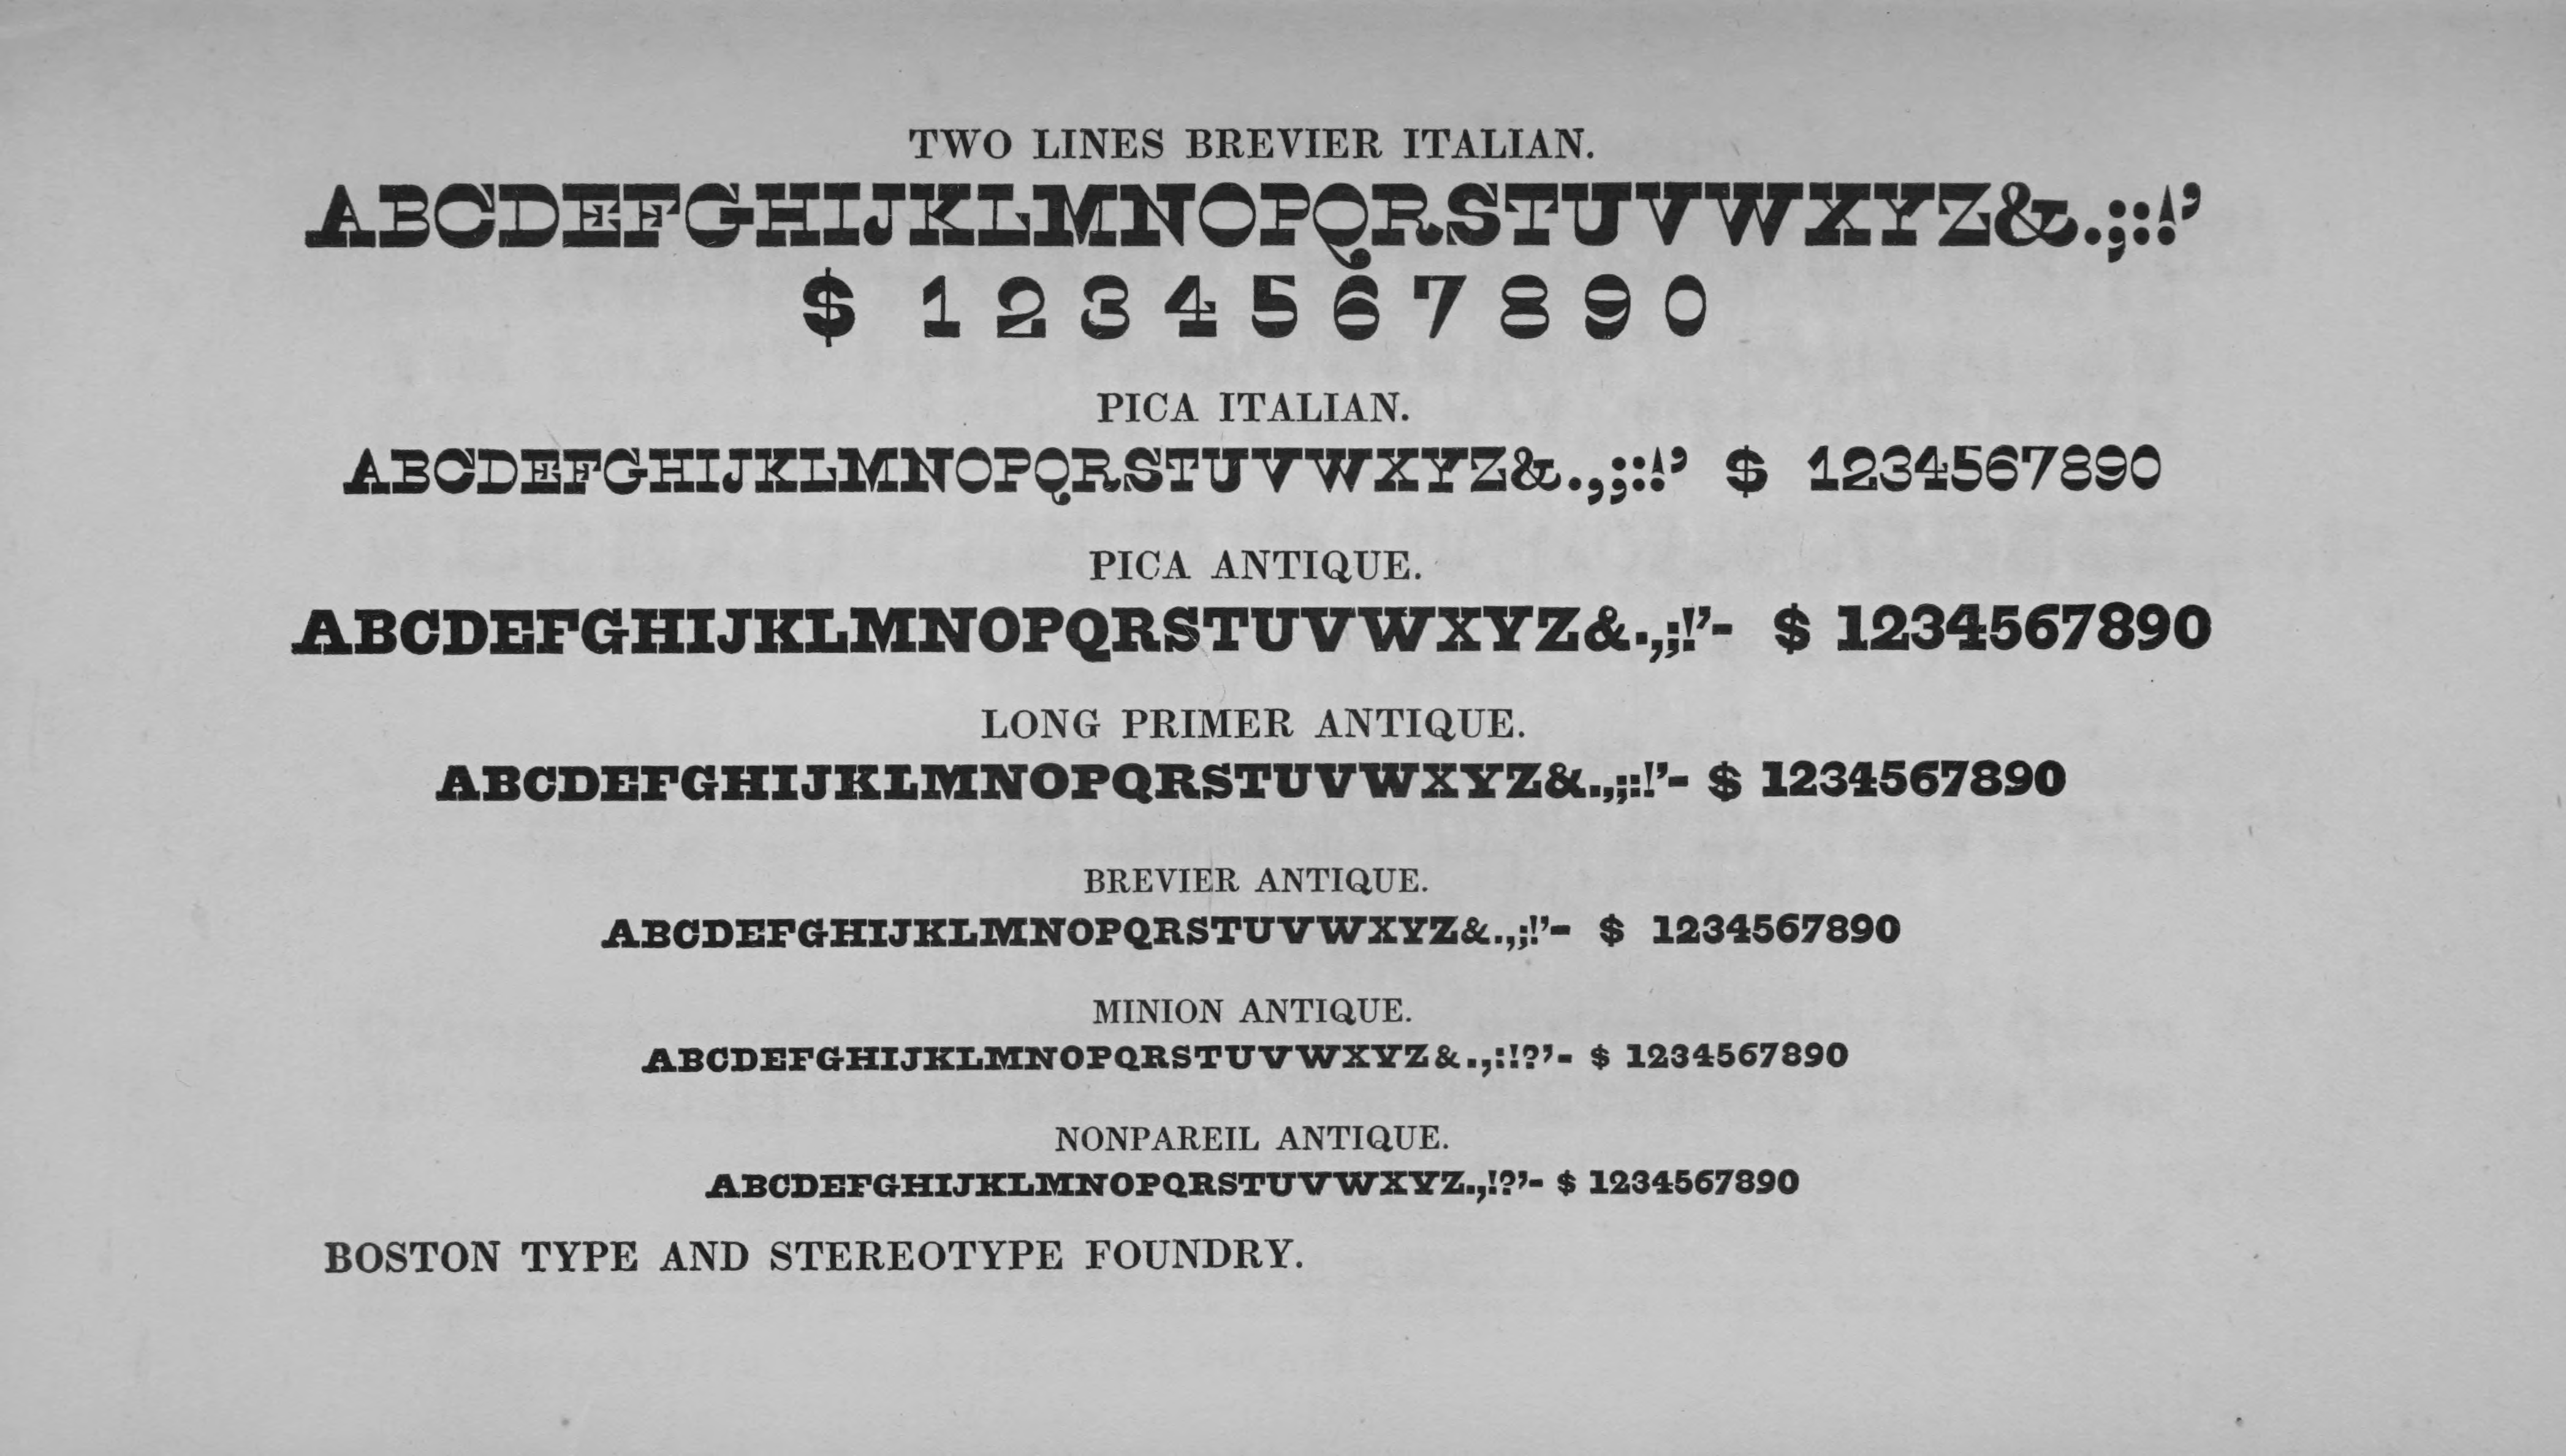 TWO LINES BREVIER ITALIAN.
ABCDEFGHIJKLMNOPQRSTUVWXYZ&.;:!’
$ 1 2 3 4 5 6 7 8 9 0
PICA ITALIAN.
ABCDEFGHIJKLMNOPQRSTUVWXYZ&.,;:!’ $ 1234567890
PICA ANTIQUE.
ABCDEFGHIJKLMNOPQRSTUVWXYZ&.,;!’- $ 1234567890
LONG PRIMER ANTIQUE.
ABCDEFGHIJKLMNOPQRSTUVWXYZ&.,;:!’- $ 1234567890
BREVIER ANTIQUE.
ABCDEFGHIJKLMNOPQRSTUVWXYZ&.,;!’- $ 1234567890
MINION ANTIQUE.
ABCDEFGHIJKLMNOPQRSTUVWXYZ&.,:!?’- $ 1234567890
NONPAREIL ANTIQUE.
ABCDEFGHIJKLMNOPQRSTUVWXYZ.,!?’- $ 1234567890
BOSTON TYPE AND STEREOTYPE FOUNDRY.